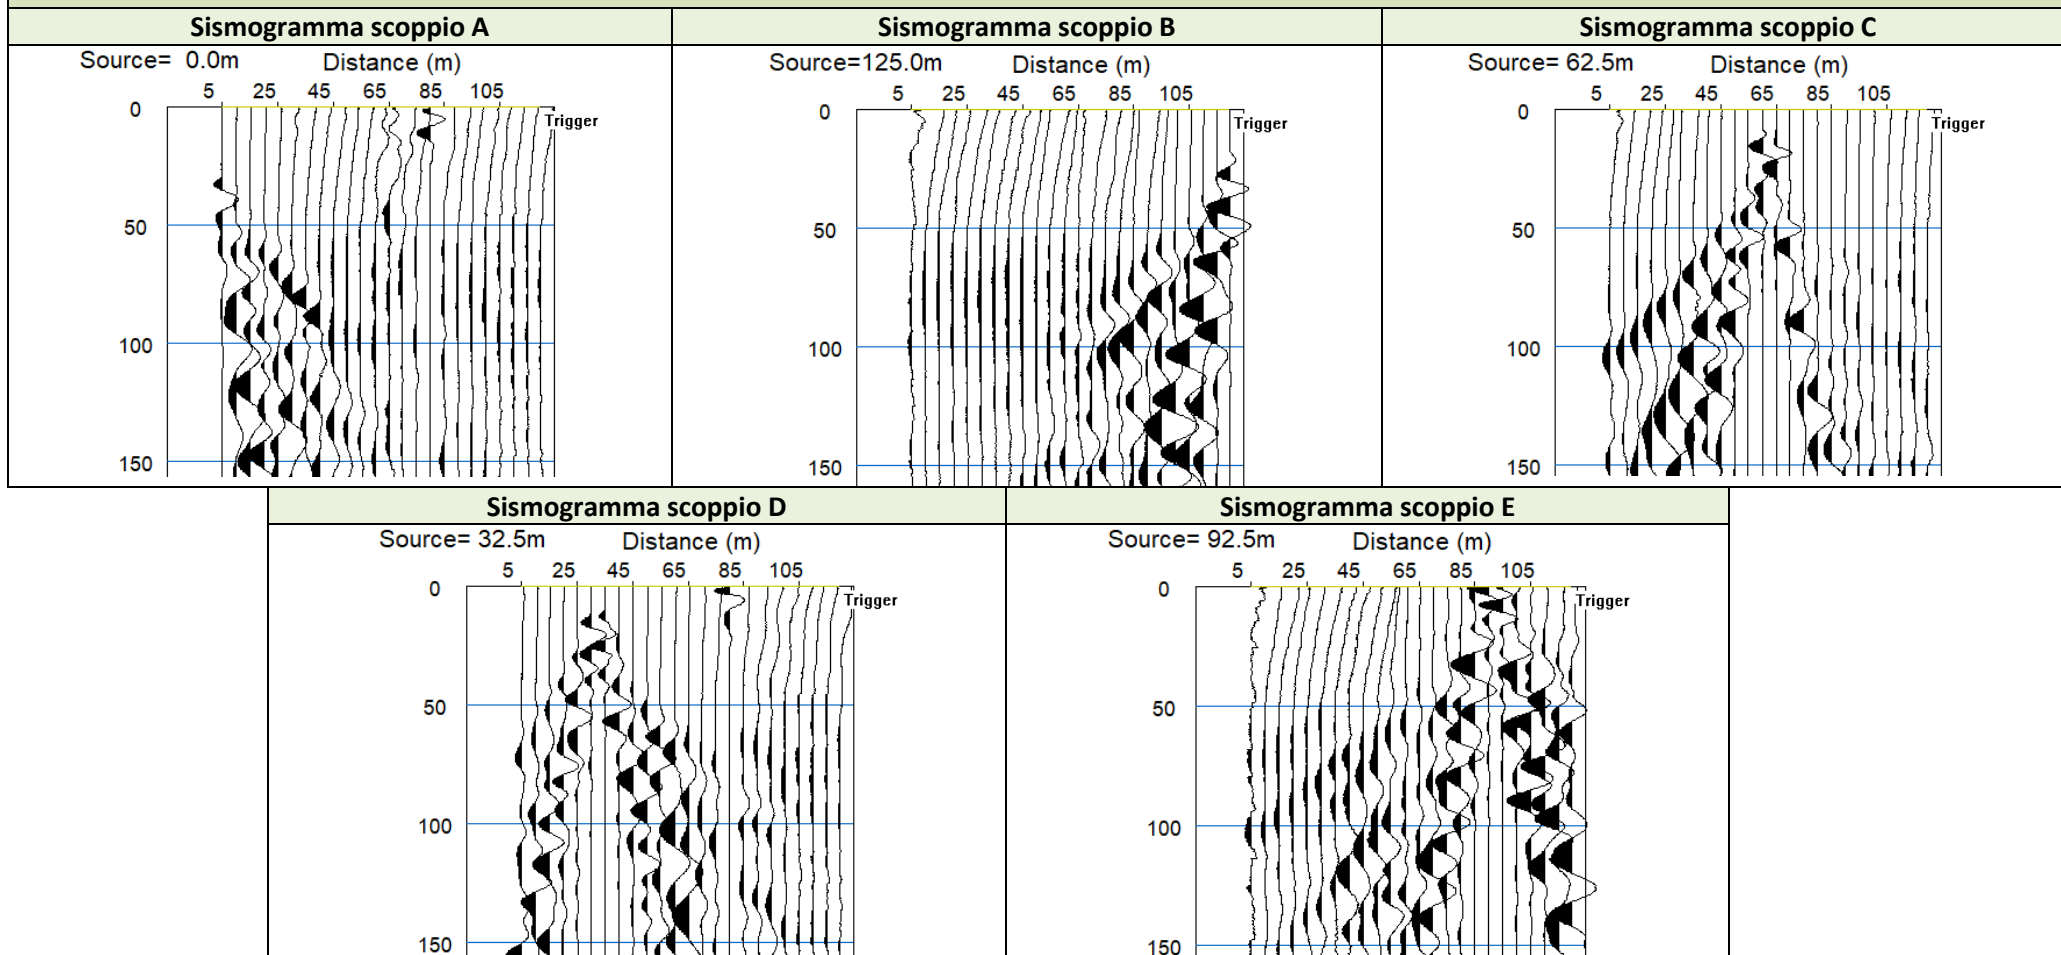 Sismogramma scoppio A
Sismogramma scoppio B
Sismogramma scoppio C
Source= 0.0m Distance (m)
5 25 45 65 85 105
0
Trigger
50
100
150
Source=125.0m Distance (m)
5 25 45 65 85 105
0
Trigger
50
100
150
Source= 62.5m Distance (m)
5 25 45 65 85 105
0
Trigger
50
100
150
Sismogramma scoppio D
Sismogramma scoppio E
Source= 32.5m Distance (m)
5 25 45 65 85 105
0
Trigger
50
100
150
Source= 92.5m Distance (m)
5 25 45 65 85 105
0
Trigger
50
100
150